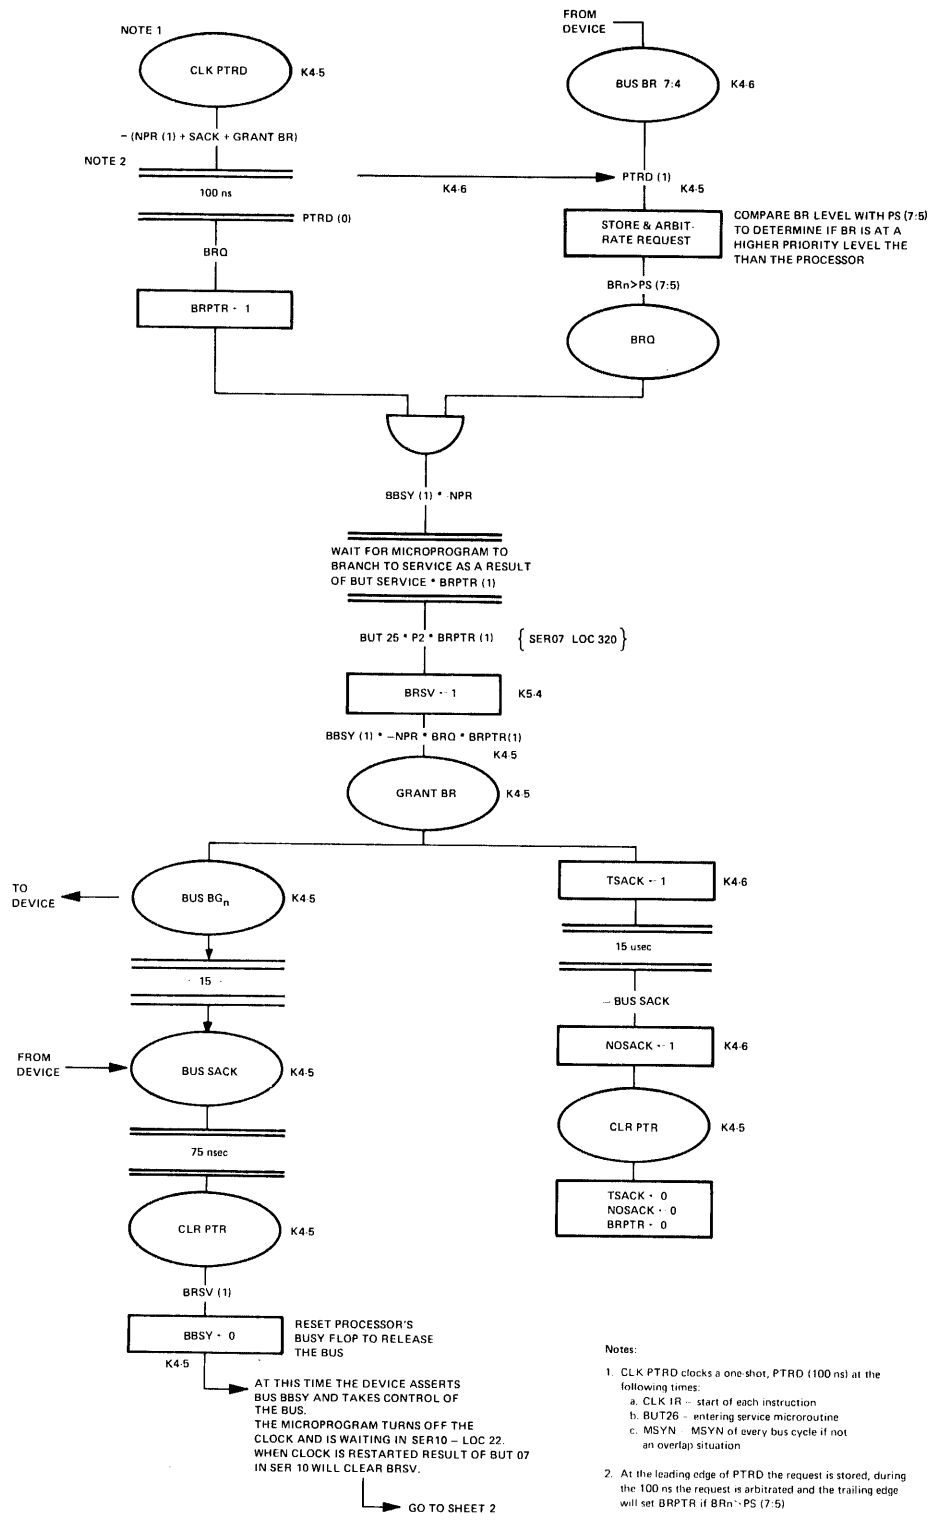 NOTE 1
CLK PTRD
K4-5
- (NPR (1) + SACK + GRANT BR)
NOTE 2
100 ns
PTRD (0)
BRQ
BRPTR - 1
FROM
DEVICE
BUS BR 7:4
K4-6
K4-6
PTRD (1)
K4-5
STORE & ARBIT-
RATE REQUEST
COMPARE BR LEVEL WITH PS (7:5)
TO DETERMINE IF BR IS AT A
HIGHER PRIORITY LEVEL THE
THAN THE PROCESSOR
BRn>PS (7:5)
BRQ
BBSY (1) * -NPR
WAIT FOR MICROPROGRAM TO
BRANCH TO SERVICE AS A RESULT
OF BUT SERVICE * BRPTR (1)
BUT 25 * P2 * BRPTR (1)
{ SER07 LOC 320 }
BRSV - 1
K5-4
BBSY (1) * -NPR * BRQ * BRPTR(1)
K4-5
GRANT BR
K4-5
TO
DEVICE
BUS BGn
K4-5
- 15 -
FROM
DEVICE
BUS SACK
K4-5
75 nsec
CLR PTR
K4-5
BRSV (1)
BBSY - 0
K4-5
RESET PROCESSOR'S
BUSY FLOP TO RELEASE
THE BUS
AT THIS TIME THE DEVICE ASSERTS
BUS BBSY AND TAKES CONTROL OF
THE BUS.
THE MICROPROGRAM TURNS OFF THE
CLOCK AND IS WAITING IN SER10 - LOC 22.
WHEN CLOCK IS RESTARTED RESULT OF BUT 07
IN SER 10 WILL CLEAR BRSV.
GO TO SHEET 2
TSACK - 1
K4-6
15 usec
- BUS SACK
NOSACK - 1
K4-6
CLR PTR
K4-5
TSACK - 0
NOSACK - 0
BRPTR - 0
Notes:
1. CLK PTRD clocks a one-shot, PTRD (100 ns) at the
following times:
a. CLK IR - start of each instruction
b. BUT26 - entering service microroutine
c. MSYN - MSYN of every bus cycle if not
an overlap situation
2. At the leading edge of PTRD the request is stored, during
the 100 ns the request is arbitrated and the trailing edge
will set BRPTR if BRn > PS (7:5)